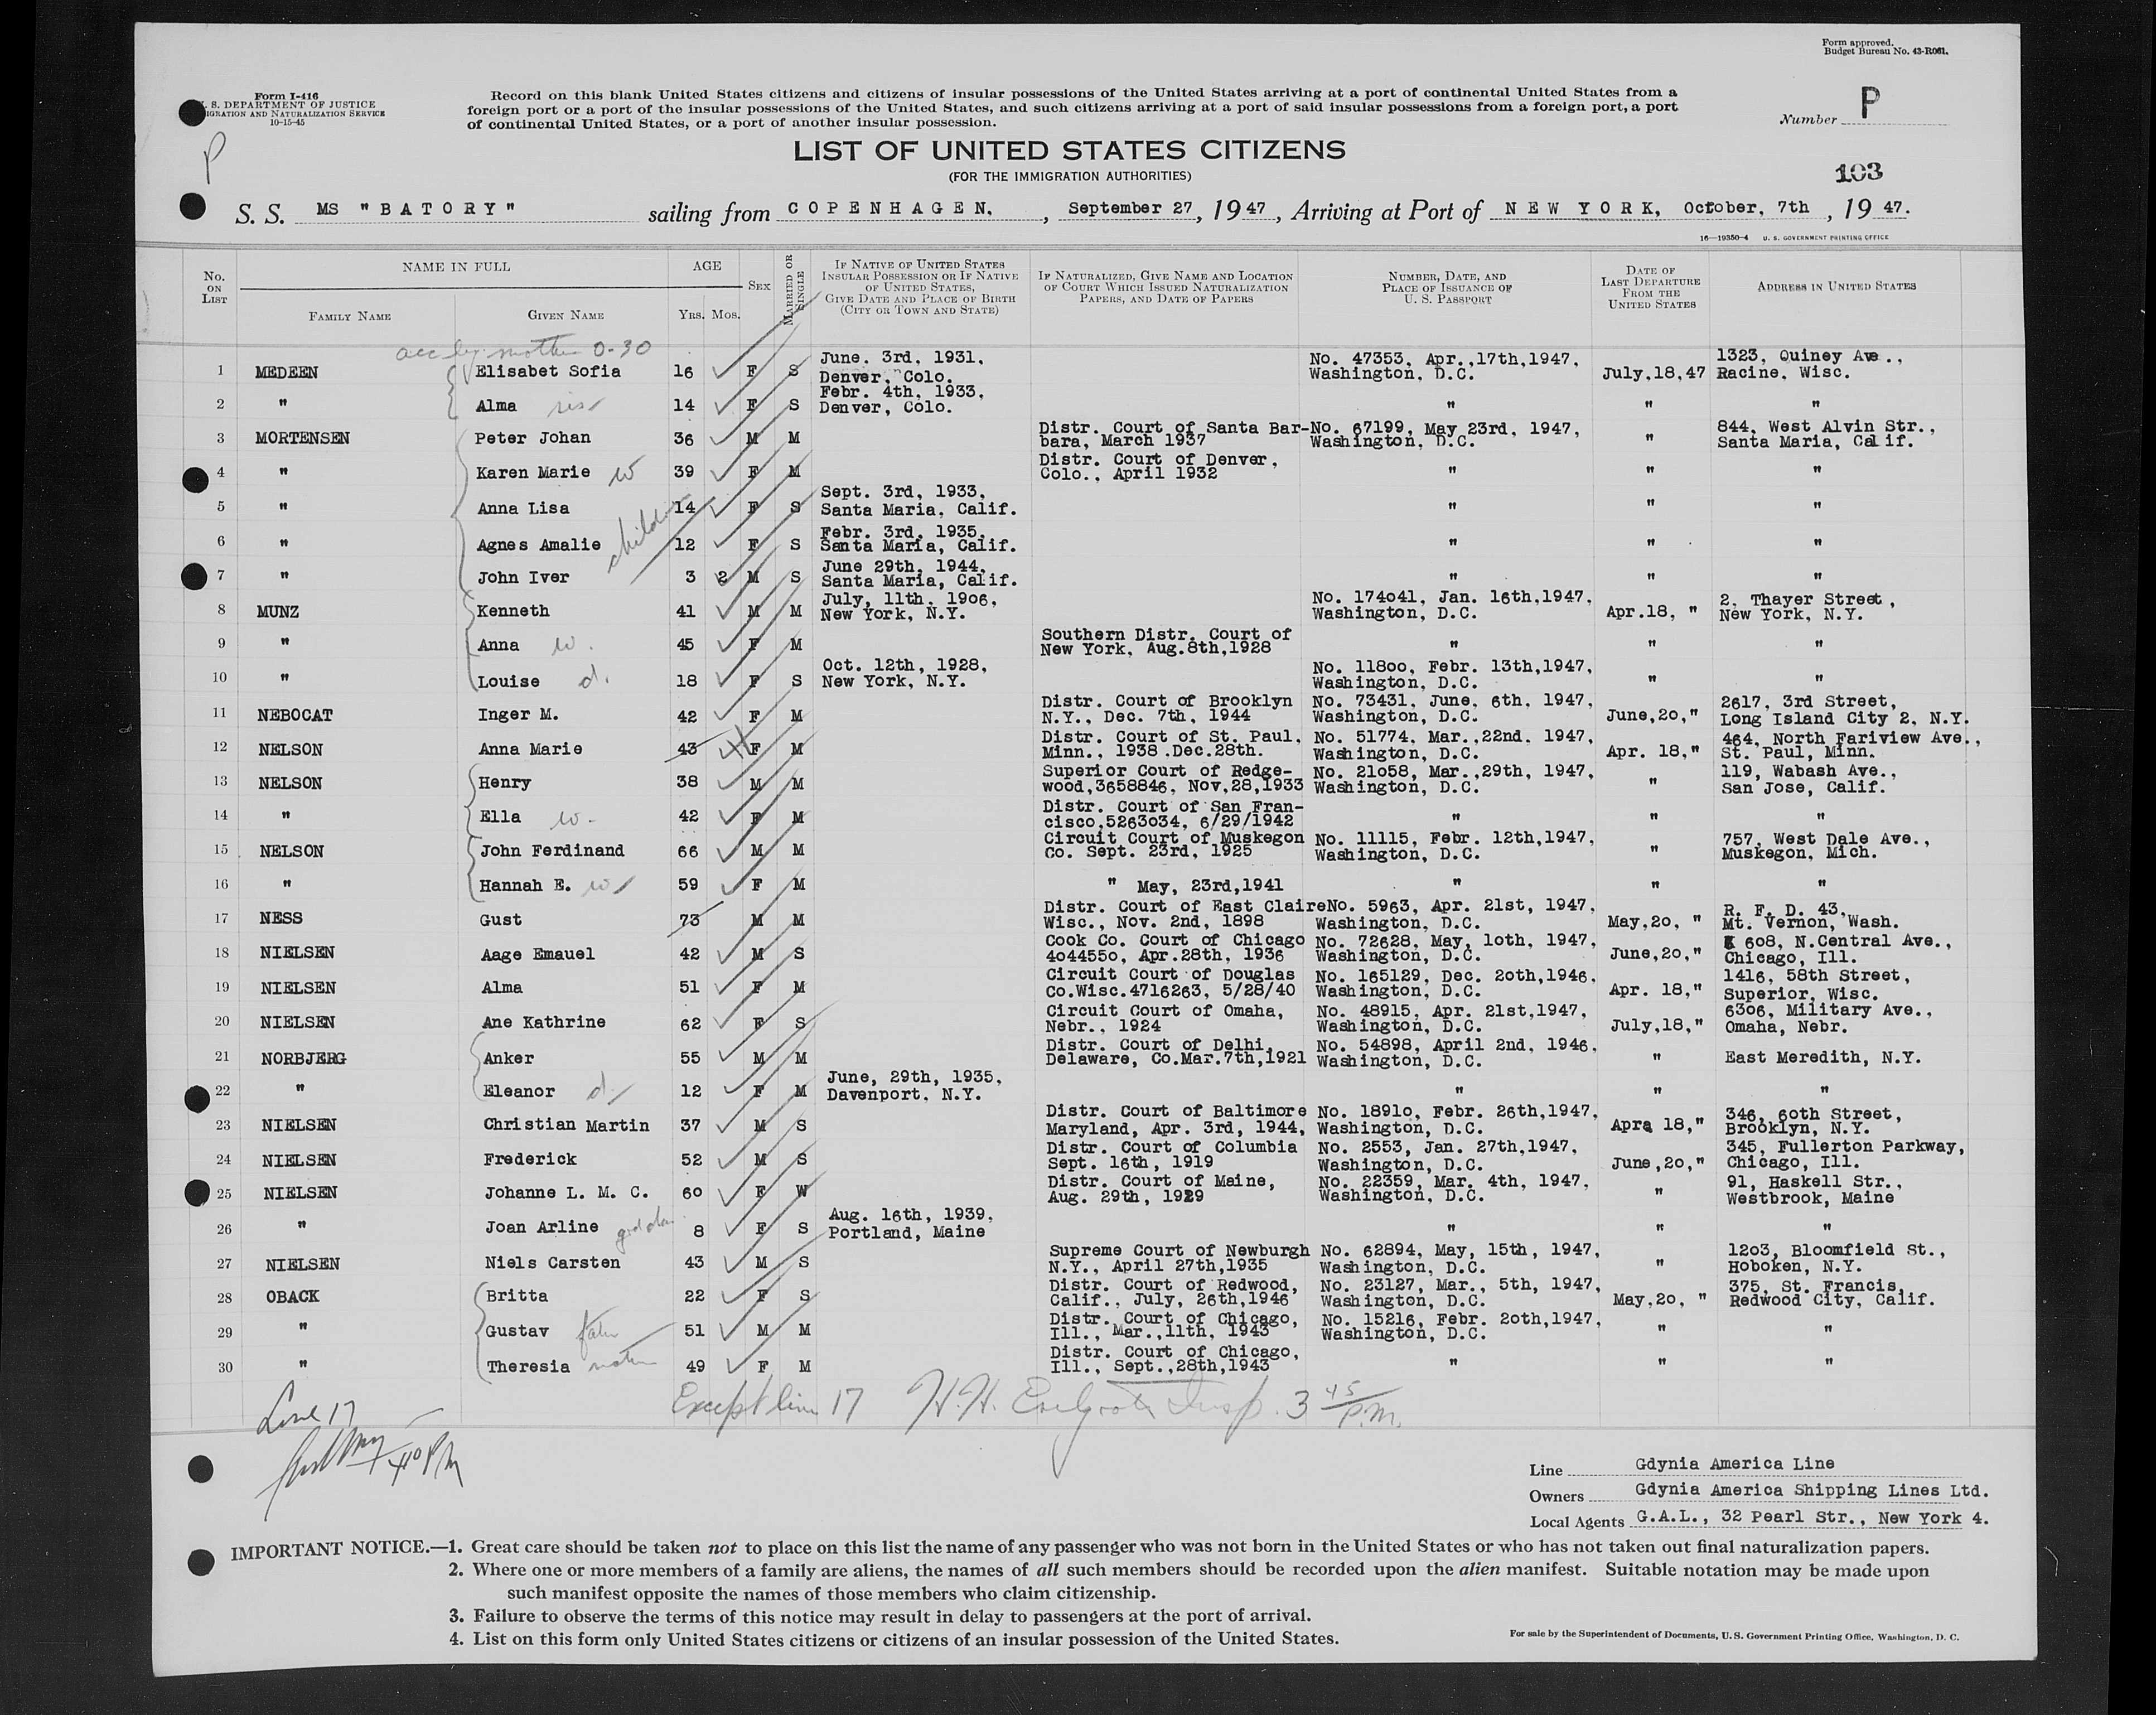 Form approved.
Budget Bureau No. 43-R061.
Form I-416
U. S. DEPARTMENT OF JUSTICE
IGRATION AND NATURALIZATION SERVICE
10-15-45
P
Record on this blank United States citizens and citizens of insular possessions of the United States arriving at a port of continental United States from a
foreign port or a port of the insular possessions of the United States, and such citizens arriving at a port of said insular possessions from a foreign port, a port
of continental United States, or a port of another insular possession.
Number P
LIST OF UNITED STATES CITIZENS
(FOR THE IMMIGRATION AUTHORITIES)
103
S. S. MS "BATORY" sailing from COPENHAGEN, September 27, 1947, Arriving at Port of NEW YORK, October, 7th, 1947.
16—19350-4 U. S. GOVERNMENT PRINTING OFFICE
No. ON LIST
NAME IN FULL
FAMILY NAME
GIVEN NAME
AGE
Yrs. Mos.
SEX
MARRIED OR SINGLE
IF NATIVE OF UNITED STATES INSULAR POSSESSION OR IF NATIVE OF UNITED STATES, GIVE DATE AND PLACE OF BIRTH (CITY OR TOWN AND STATE)
IF NATURALIZED, GIVE NAME AND LOCATION OF COURT WHICH ISSUED NATURALIZATION PAPERS, AND DATE OF PAPERS
NUMBER, DATE, AND PLACE OF ISSUANCE OF U. S. PASSPORT
DATE OF LAST DEPARTURE FROM THE UNITED STATES
ADDRESS IN UNITED STATES
acc by mother 0-30
1 MEDEEN Elisabet Sofia 16 F S June. 3rd, 1931, Denver, Colo. No. 47353, Apr.,17th,1947, Washington, D.C. July,18,47 1323, Quiney Ave., Racine, Wisc.
2 " Alma sis 14 F S Febr. 4th, 1933, Denver, Colo. " " "
3 MORTENSEN Peter Johan 36 M M Distr. Court of Santa Bar-bara, March 1937 No. 67199, May 23rd, 1947, Washington, D.C. " 844, West Alvin Str., Santa Maria, Calif.
4 " Karen Marie w 39 F M Distr. Court of Denver, Colo., April 1932 " " "
5 " Anna Lisa 14 F S Sept. 3rd, 1933, Santa Maria, Calif. " " "
6 " Agnes Amalie children 12 F S Febr. 3rd, 1935, Santa Maria, Calif. " " "
7 " John Iver 3 2 M S June 29th, 1944, Santa Maria, Calif. " " "
8 MUNZ Kenneth 41 M M July, 11th, 1906, New York, N.Y. No. 174041, Jan. 16th,1947, Washington, D.C. Apr.18, " 2, Thayer Street, New York, N.Y.
9 " Anna w. 45 F M Southern Distr. Court of New York, Aug.8th,1928 " " "
10 " Louise d. 18 F S Oct. 12th, 1928, New York, N.Y. No. 11800, Febr. 13th,1947, Washington, D.C. " "
11 NEBOCAT Inger M. 42 F M Distr. Court of Brooklyn N.Y., Dec. 7th, 1944 No. 73431, June, 6th, 1947, Washington, D.C. June,20," 2617, 3rd Street, Long Island City 2, N.Y.
12 NELSON Anna Marie 43 F M Distr. Court of St. Paul, Minn., 1938.Dec.28th. No. 51774, Mar.,22nd, 1947, Washington, D.C. Apr. 18," 464, North Fariview Ave., St. Paul, Minn.
13 NELSON Henry 38 M M Superior Court of Redge-wood,3658846, Nov,28,1933 No. 21058, Mar.,29th, 1947, Washington, D.C. " 119, Wabash Ave., San Jose, Calif.
14 " Ella w. 42 F M Distr. Court of San Fran-cisco,5263034, 6/29/1942 " " "
15 NELSON John Ferdinand 66 M M Circuit Court of Muskegon Co. Sept. 23rd, 1925 No. 11115, Febr. 12th,1947, Washington, D.C. " 757, West Dale Ave., Muskegon, Mich.
16 " Hannah E. w 59 F M " May, 23rd,1941 " " "
17 NESS Gust 73 M M Distr. Court of East Claire Wisc., Nov. 2nd, 1898 No. 5963, Apr. 21st, 1947, Washington, D.C. May,20, " R. F. D. 43, Mt. Vernon, Wash.
18 NIELSEN Aage Emauel 42 M S Cook Co. Court of Chicago 4044550, Apr.28th, 1936 No. 72628, May, 10th, 1947, Washington, D.C. June,20," 608, N.Central Ave., Chicago, Ill.
19 NIELSEN Alma 51 F M Circuit Court of Douglas Co.Wisc.4716263, 5/28/40 No. 165129, Dec. 20th,1946, Washington, D.C. Apr. 18," 1416, 58th Street, Superior, Wisc.
20 NIELSEN Ane Kathrine 62 F S Circuit Court of Omaha, Nebr., 1924 No. 48915, Apr. 21st,1947, Washington, D.C. July,18," 6306, Military Ave., Omaha, Nebr.
21 NORBJERG Anker 55 M M Distr. Court of Delhi, Delaware, Co.Mar.7th,1921 No. 54898, April 2nd, 1946, Washington, D.C. " East Meredith, N.Y.
22 " Eleanor d. 12 F M June, 29th, 1935, Davenport, N.Y. " " "
23 NIELSEN Christian Martin 37 M S Distr. Court of Baltimore Maryland, Apr. 3rd, 1944, No. 18910, Febr. 26th,1947, Washington, D.C. Apra 18," 346, 60th Street, Brooklyn, N.Y.
24 NIELSEN Frederick 52 M S Distr. Court of Columbia Sept. 16th, 1919 No. 2553, Jan. 27th,1947, Washington, D.C. June,20," 345, Fullerton Parkway, Chicago, Ill.
25 NIELSEN Johanne L. M. C. 60 F W Distr. Court of Maine, Aug. 29th, 1929 No. 22359, Mar. 4th, 1947, Washington, D.C. " 91, Haskell Str., Westbrook, Maine
26 " Joan Arline 8 F S Aug. 16th, 1939, Portland, Maine " " "
27 NIELSEN Niels Carsten 43 M S Supreme Court of Newburgh N.Y., April 27th,1935 No. 62894, May, 15th, 1947, Washington, D.C. " 1203, Bloomfield St., Hoboken, N.Y.
28 OBACK Britta 22 F S Distr. Court of Redwood, Calif., July, 26th,1946 No. 23127, Mar., 5th, 1947, Washington, D.C. May,20, " 375, St. Francis, Redwood City, Calif.
29 " Gustav father 51 M M Distr. Court of Chicago, Ill., Mar.,11th, 1943 No. 15216, Febr. 20th,1947, Washington, D.C. " "
30 " Theresia mother 49 F M Distr. Court of Chicago, Ill., Sept.,28th,1943 " " "
Except line 17 H.H. Insp. 3 45 P.M.
Line 17
410 PM
Line Gdynia America Line
Owners Gdynia America Shipping Lines Ltd.
Local Agents G.A.L., 32 Pearl Str., New York 4.
IMPORTANT NOTICE.—1. Great care should be taken not to place on this list the name of any passenger who was not born in the United States or who has not taken out final naturalization papers.
2. Where one or more members of a family are aliens, the names of all such members should be recorded upon the alien manifest. Suitable notation may be made upon
such manifest opposite the names of those members who claim citizenship.
3. Failure to observe the terms of this notice may result in delay to passengers at the port of arrival.
4. List on this form only United States citizens or citizens of an insular possession of the United States.
For sale by the Superintendent of Documents, U. S. Government Printing Office, Washington, D. C.